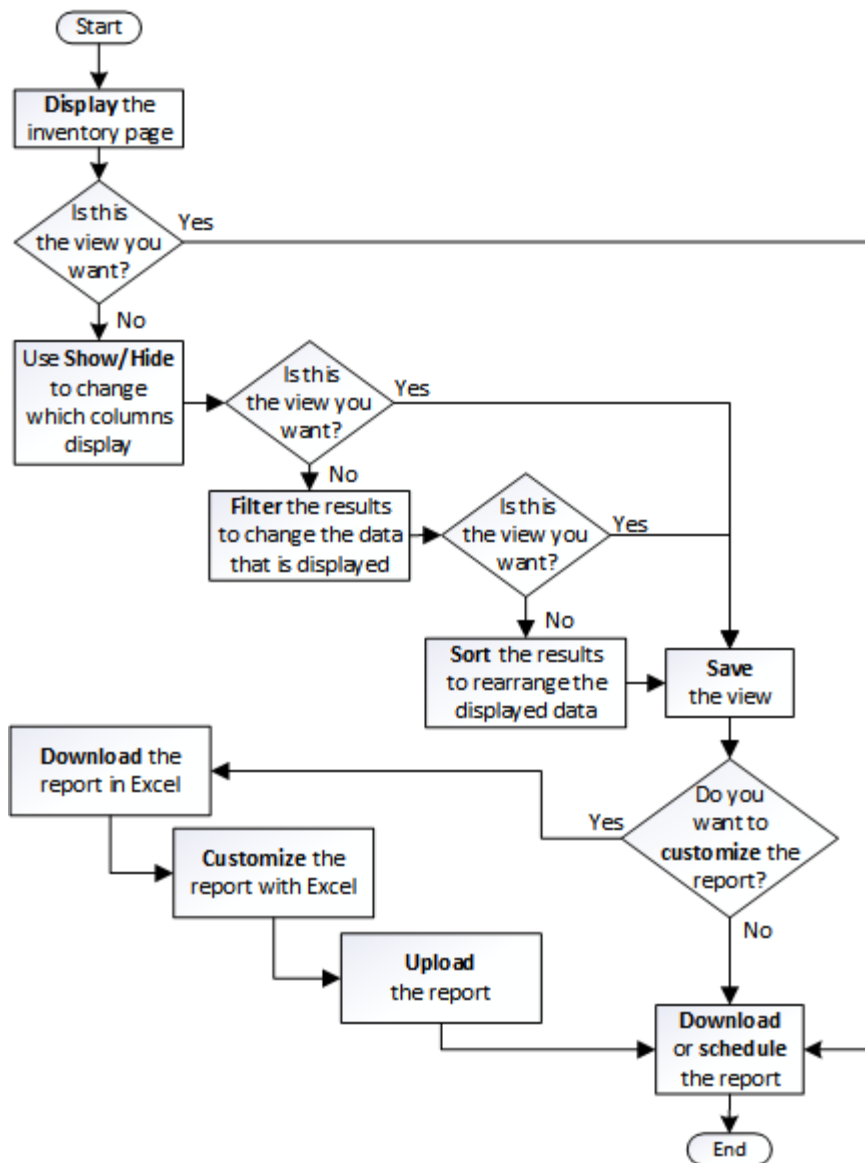 Start
Display the
inventory page
Is this
the view you
want?
Yes
No
Use Show/Hide
to change
which columns
display
Is this
the view you
want?
Yes
No
Filter the results
to change the data
that is displayed
Is this
the view you
want?
Yes
No
Sort the results
to rearrange the
displayed data
Save
the view
Do you
want to
customize the
report?
Yes
No
Download the
report in Excel
Customize the
report with Excel
Upload
the report
Download
or schedule
the report
End